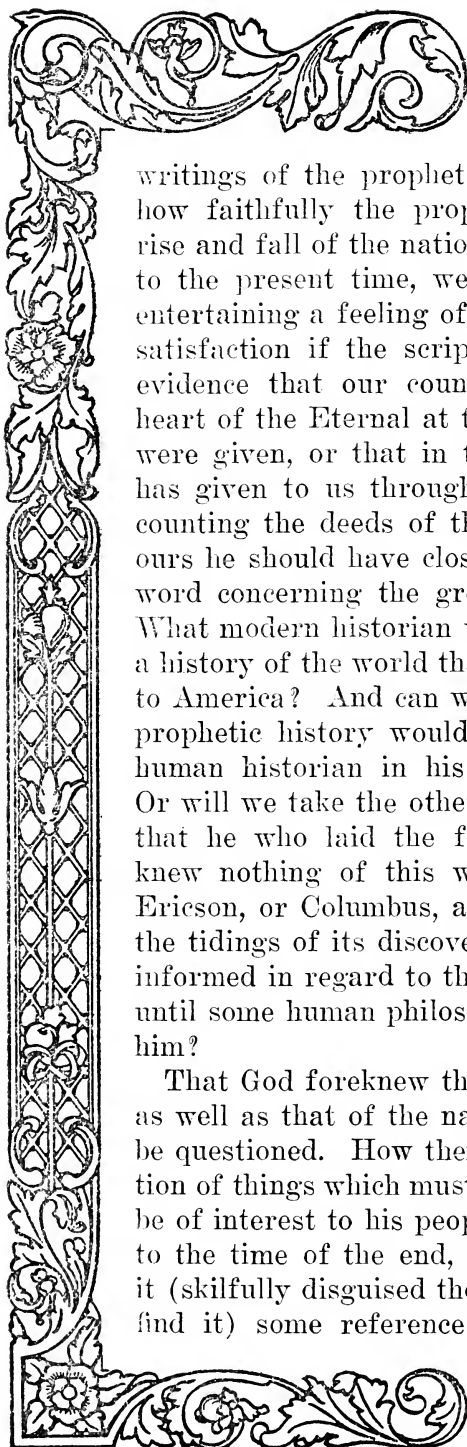 writings of the prophet
how faithfully the prop
rise and fall of the natio
to the present time, we
entertaining a feeling of
satisfaction if the scrip
evidence that our coun
heart of the Eternal at t
were given, or that in t
has given to us through
counting the deeds of th
ours he should have clos
word concerning the gr
What modern historian
a history of the world th
to America? And can w
prophetic history would
human historian in his
Or will we take the othe
that he who laid the f
knew nothing of this w
Ericson, or Columbus, a
the tidings of its discove
informed in regard to th
until some human philos
him?
That God foreknew th
as well as that of the na
be questioned. How the
tion of things which must
be of interest to his peop
to the time of the end,
it (skilfully disguised the
find it) some reference